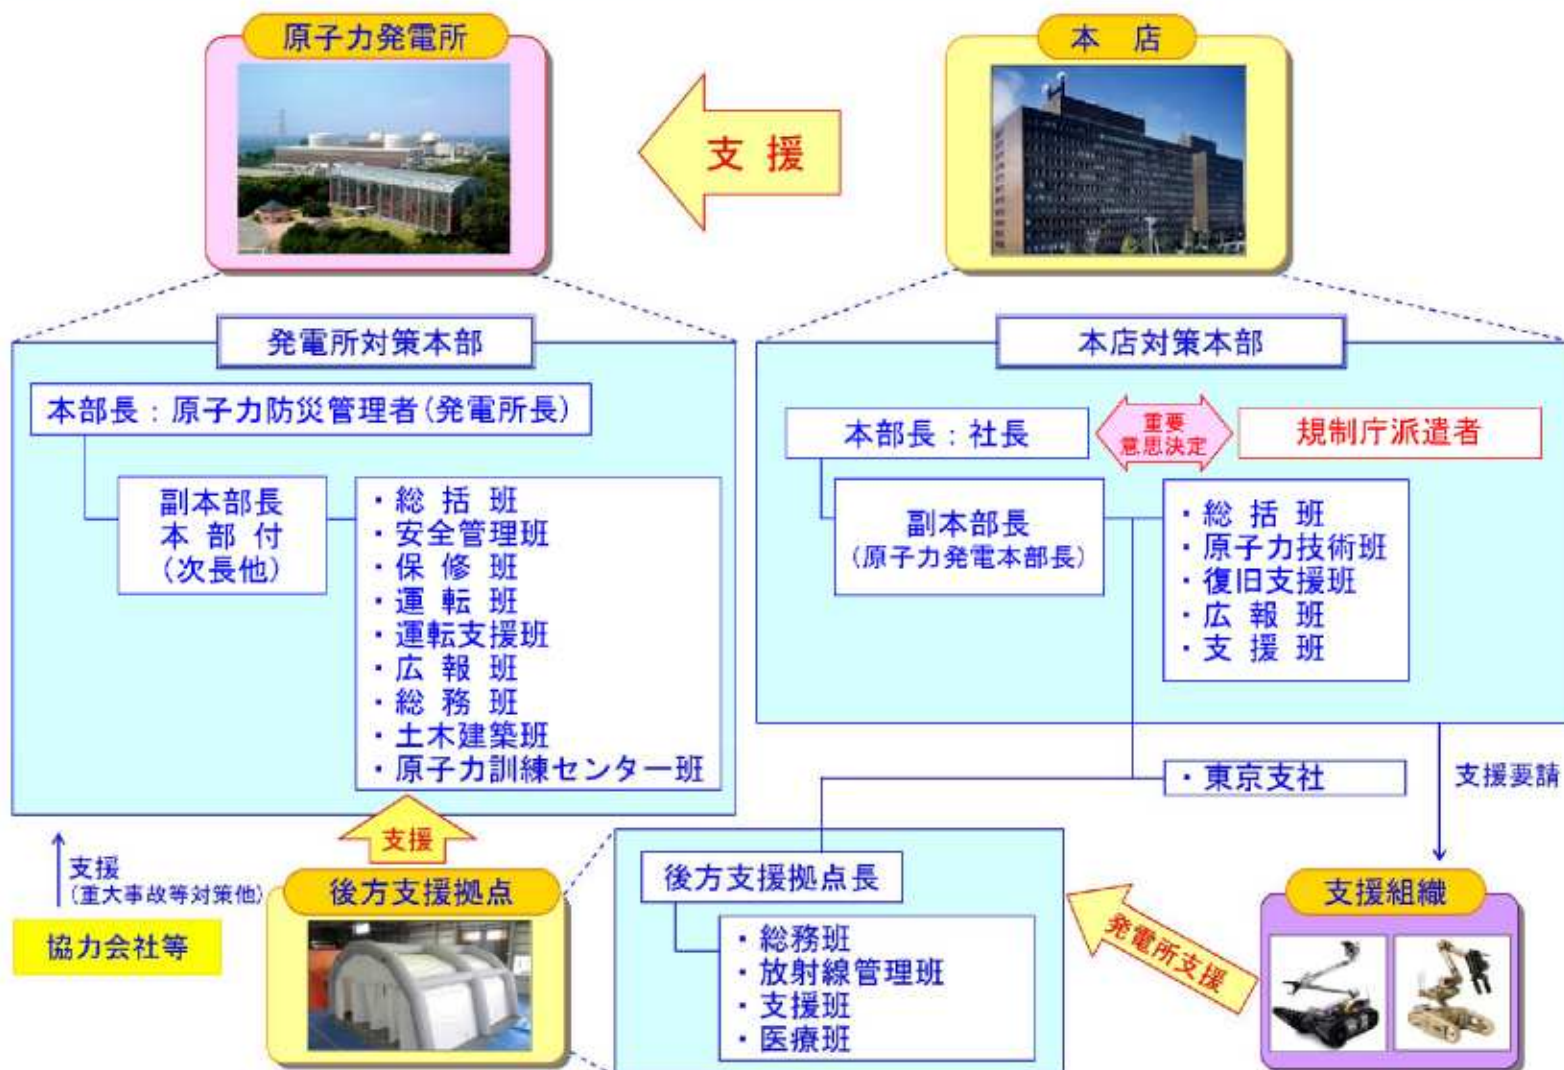 原子力発電所
本 店
支 援
発電所対策本部
本部長：原子力防災管理者(発電所長)
副本部長
本 部 付
(次長他)
・総 括 班
・安全管理班
・保 修 班
・運 転 班
・運転支援班
・広 報 班
・総 務 班
・土木建築班
・原子力訓練センター班
本店対策本部
本部長：社長
重要
意思決定
規制庁派遣者
副本部長
(原子力発電本部長)
・総 括 班
・原子力技術班
・復旧支援班
・広 報 班
・支 援 班
・東京支社
支援要請
支援
(重大事故等対策他)
協力会社等
支援
後方支援拠点
後方支援拠点長
・総務班
・放射線管理班
・支援班
・医療班
発電所支援
支援組織